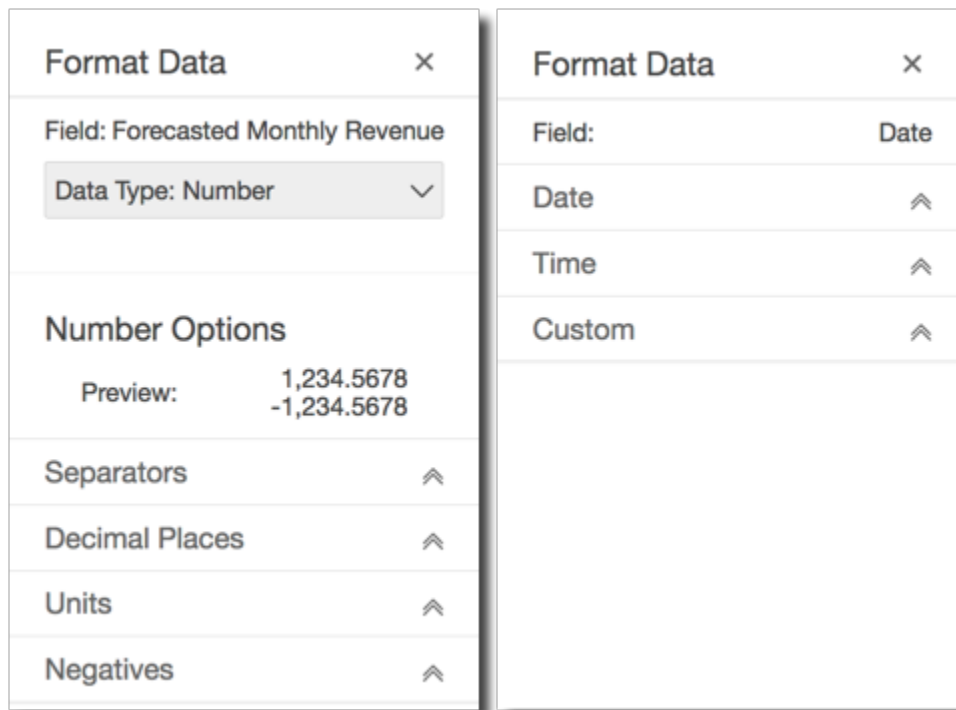 Format Data ×
Field: Forecasted Monthly Revenue
Data Type: Number
Number Options
Preview: 1,234.5678
-1,234.5678
Separators
Decimal Places
Units
Negatives
Format Data ×
Field: Date
Date
Time
Custom